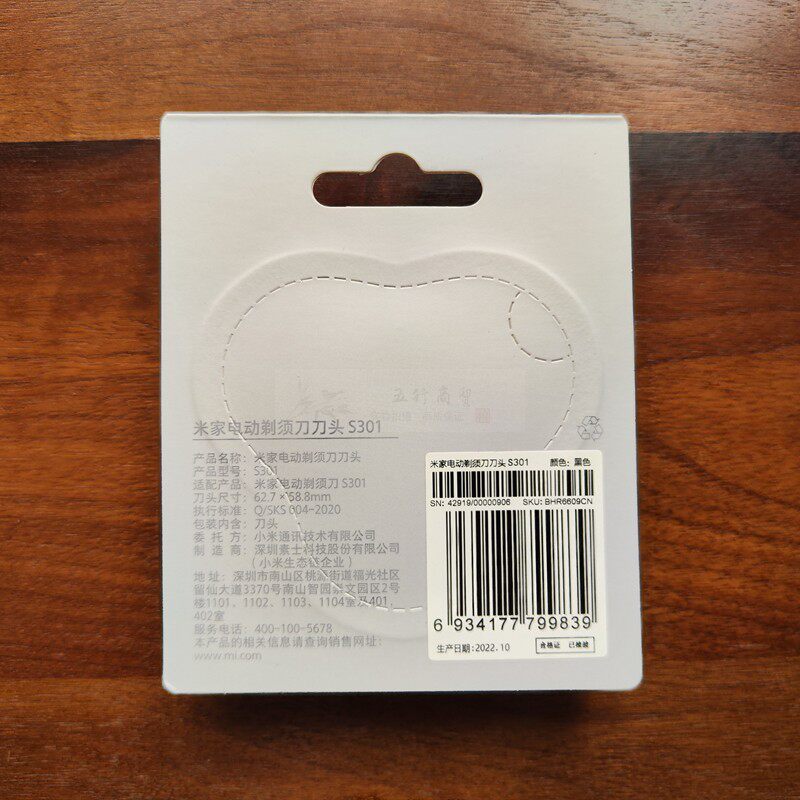 五行商贸
米家电动剃须刀刀头 S301
产品名称：米家电动剃须刀刀头
产品型号：S301
适配产品：米家电动剃须刀 S301
刀头尺寸：62.7×58.8mm
执行标准：Q/SKS 004-2020
包装内含：刀头
委 托 方：小米通讯技术有限公司
制 造 商：深圳素士科技股份有限公司
（小米生态链企业）
地 址：深圳市南山区桃源街道福光社区
留仙大道3370号南山智园崇文园区2号
楼1101、1102、1103、1104室及401、
402室
服务电话：400-100-5678
本产品的相关信息请查询销售网址：
www.mi.com
米家电动剃须刀刀头 S301 颜色：黑色
SN: 42919/00000906 SKU: BHR6609CN
6 934177 799839
生产日期：2022.10 合格证 已检验